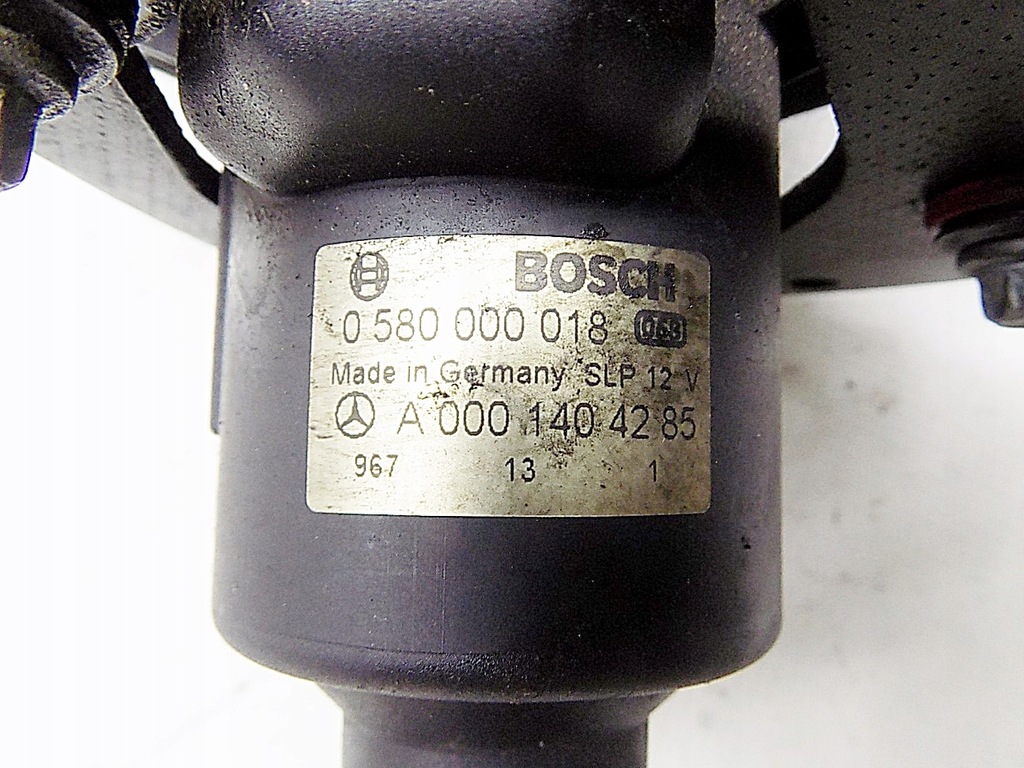 BOSCH
0 580 000 018 068
Made in Germany SLP 12 V
A 000 140 42 85
967 13 1